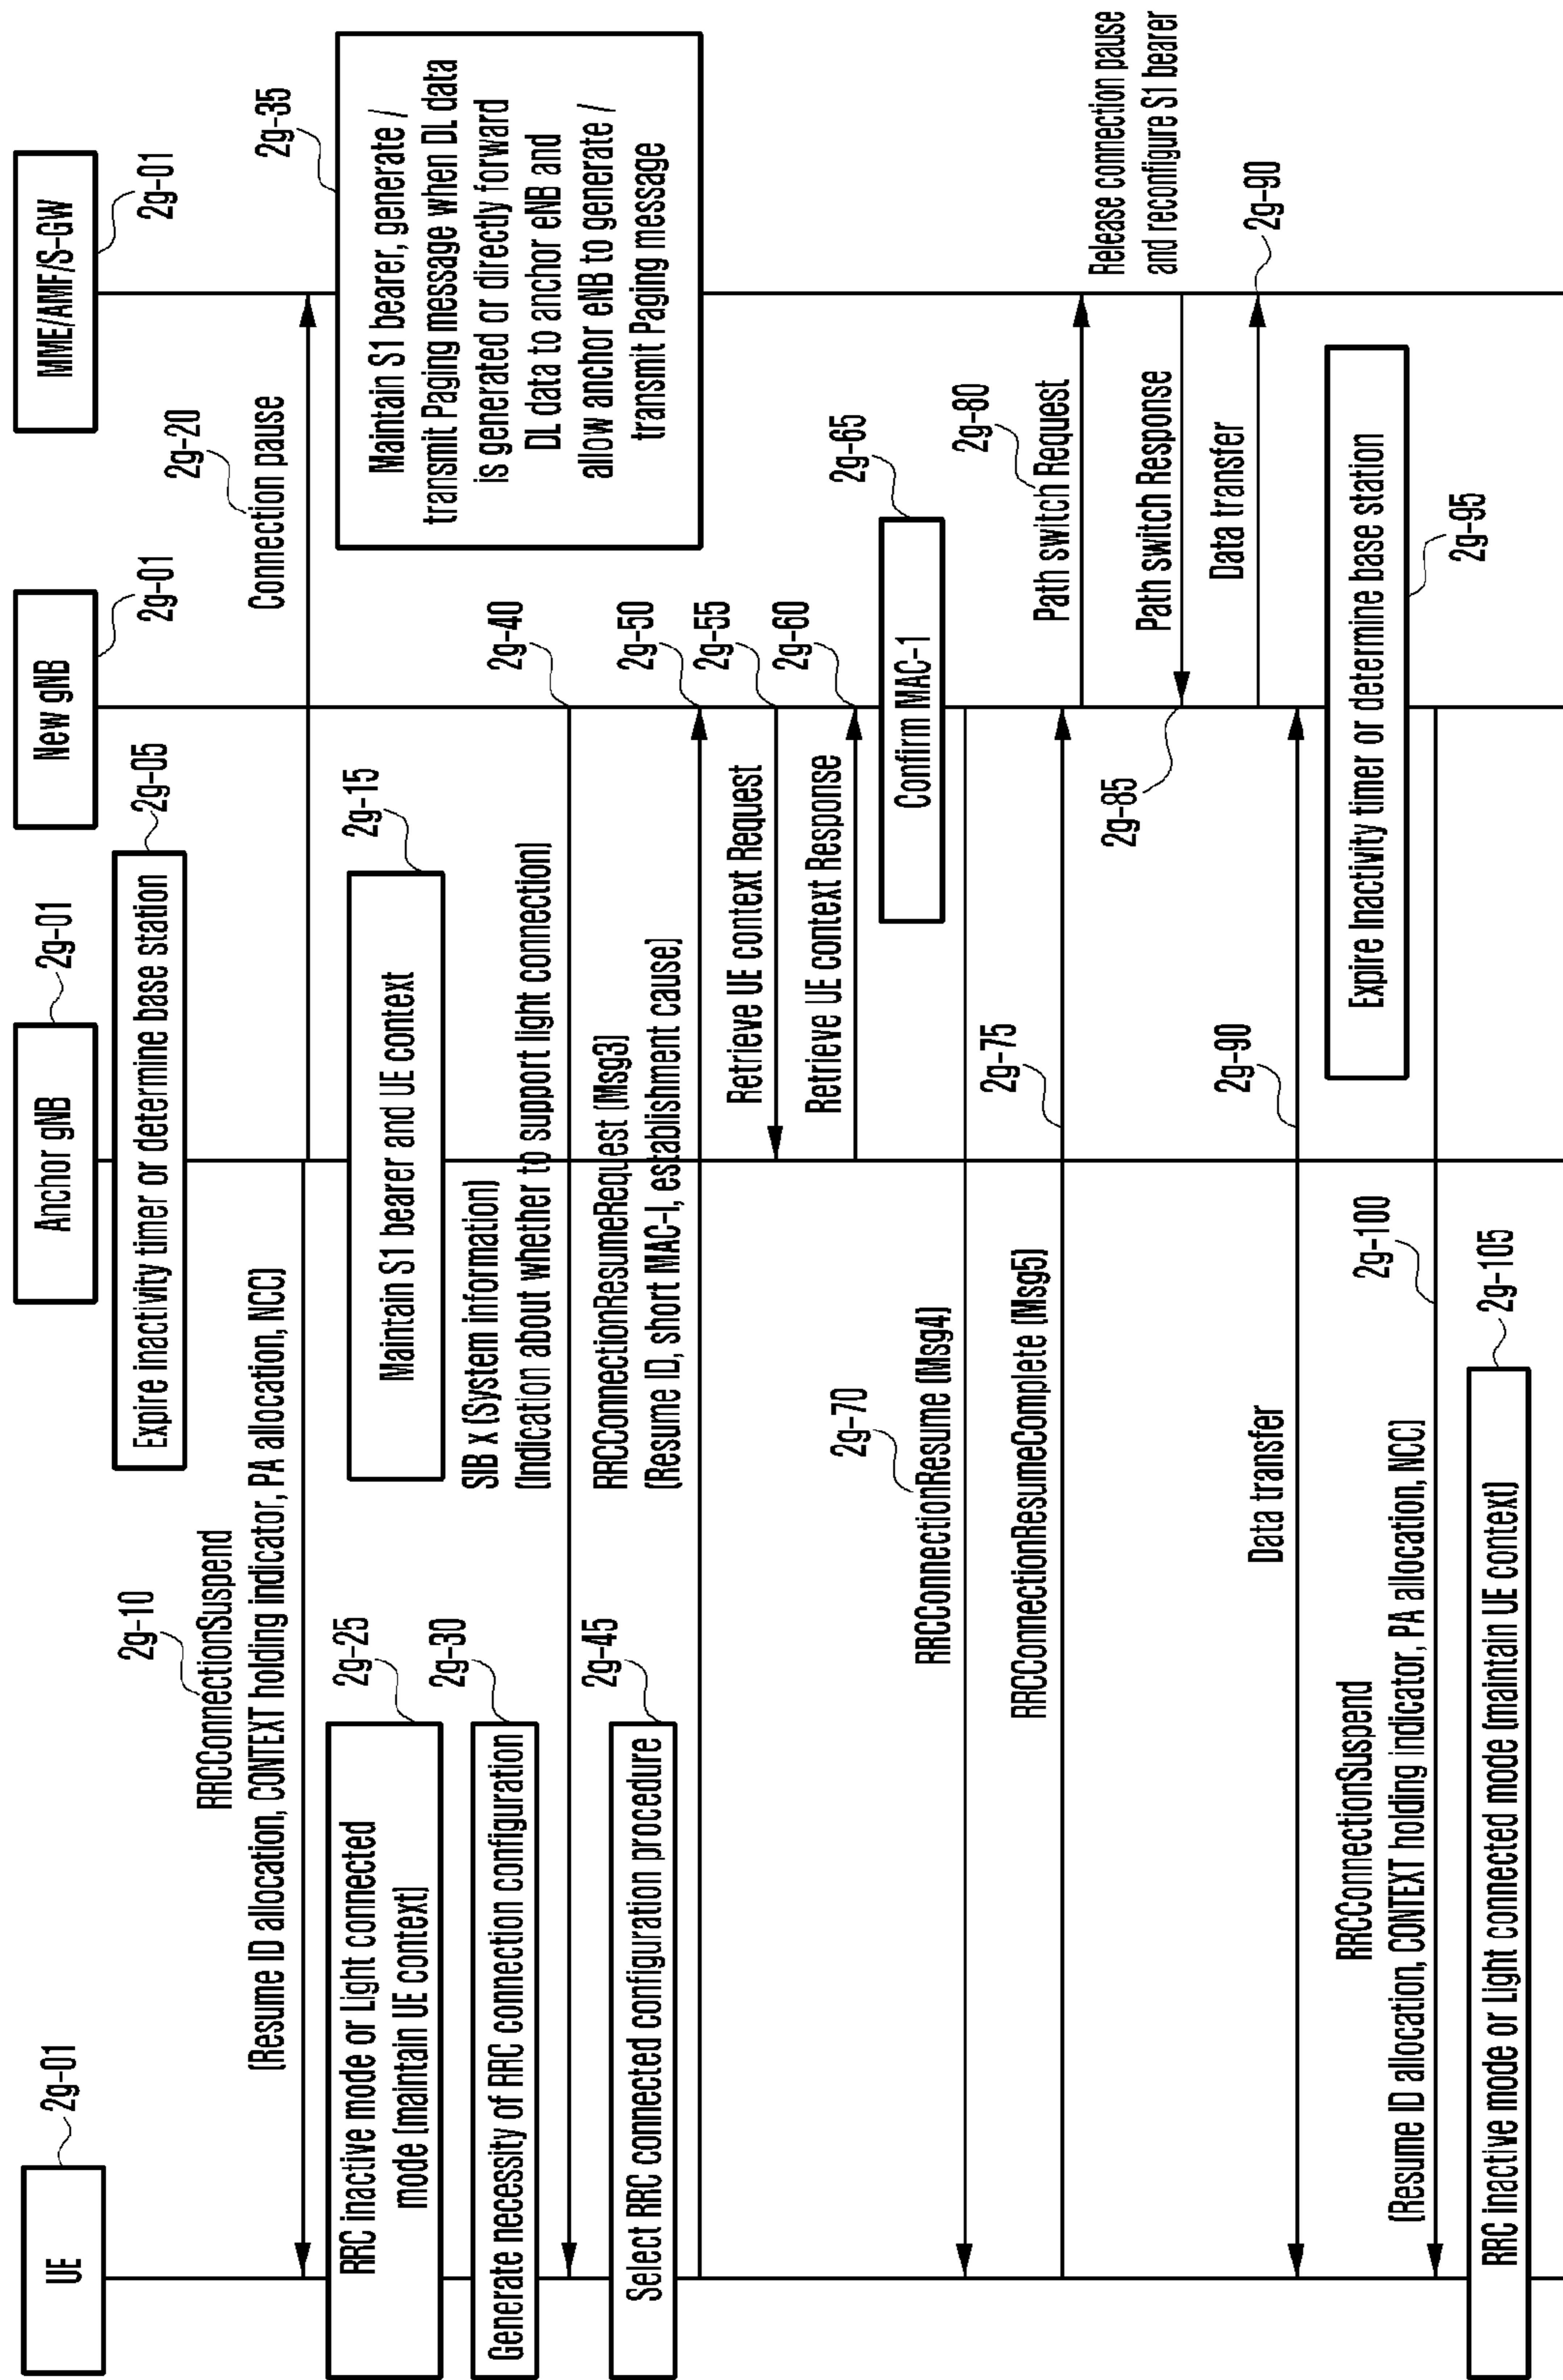 UE
2g-01
Anchor gNB
2g-01
New gNB
2g-01
MME/AMF/S-GW
2g-01
Expire inactivity timer or determine base station
2g-05
2g-10
RRCConnectionSuspend
(Resume ID allocation, CONTEXT holding indicator, PA allocation, NCC)
2g-20
Connection pause
RRC inactive mode or Light connected
mode (maintain UE context)
2g-25
Maintain S1 bearer and UE context
2g-15
Maintain S1 bearer, generate /
transmit Paging message when DL data
is generated or directly forward
DL data to anchor eNB and
allow anchor eNB to generate /
transmit Paging message
2g-35
Generate necessity of RRC connection configuration
2g-30
SIB x (System information)
(Indication about whether to support light connection)
2g-40
Select RRC connected configuration procedure
2g-45
RRCConnectionResumeRequest (Msg3)
(Resume ID, short MAC-I, establishment cause)
2g-50
Retrieve UE context Request
2g-55
Retrieve UE context Response
2g-60
Confirm MAC-1
2g-65
2g-70
RRCConnectionResume (Msg4)
RRCConnectionResumeComplete (Msg5)
2g-75
2g-80
Path switch Request
Release connection pause
and reconfigure S1 bearer
2g-85
Path switch Response
Data transfer
2g-90
Data transfer
2g-90
Expire Inactivity timer or determine base station
2g-95
RRCConnectionSuspend
(Resume ID allocation, CONTEXT holding indicator, PA allocation, NCC)
2g-100
RRC inactive mode or Light connected mode (maintain UE context)
2g-105